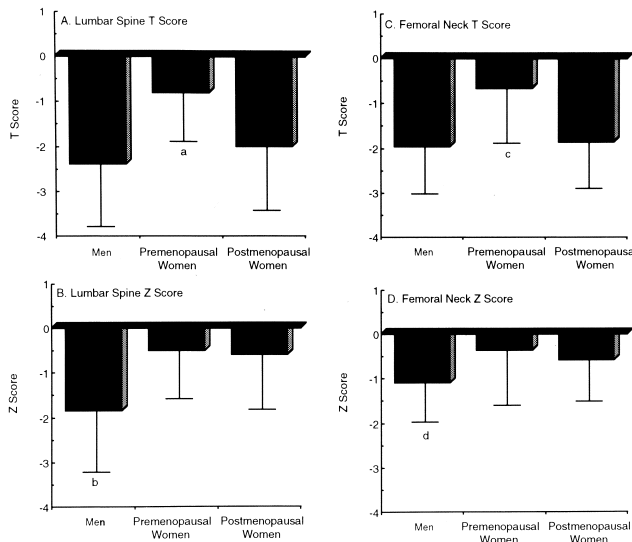 A. Lumbar Spine T Score
1
0
-1
-2
-3
-4
T Score
a
Men
Premenopausal
Women
Postmenopausal
Women
C. Femoral Neck T Score
1
0
-1
-2
-3
-4
T Score
c
Men
Premenopausal
Women
Postmenopausal
Women
B. Lumbar Spine Z Score
1
0
-1
-2
-3
-4
Z Score
b
Men
Premenopausal
Women
Postmenopausal
Women
D. Femoral Neck Z Score
1
0
-1
-2
-3
-4
Z Score
d
Men
Premenopausal
Women
Postmenopausal
Women